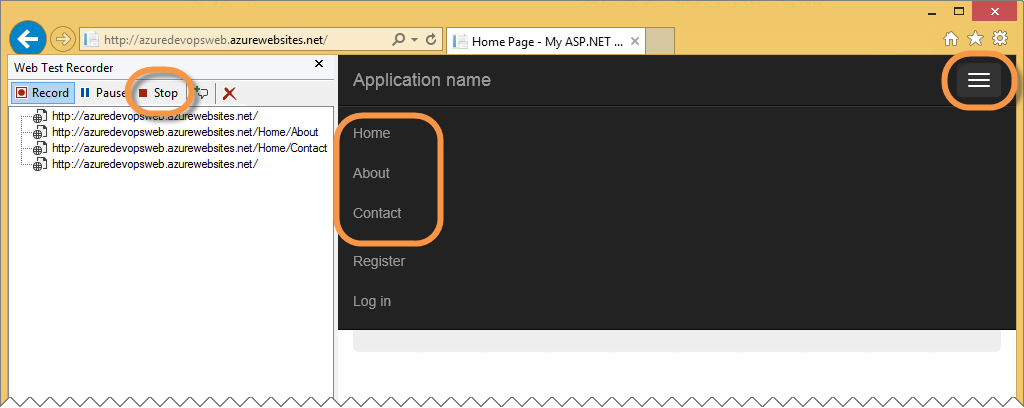 http://azuredevopsweb.azurewebsites.net/
Home Page - My ASP.NET ...
Web Test Recorder
Record Pause Stop
http://azuredevopsweb.azurewebsites.net/
http://azuredevopsweb.azurewebsites.net/Home/About
http://azuredevopsweb.azurewebsites.net/Home/Contact
http://azuredevopsweb.azurewebsites.net/
Application name
Home
About
Contact
Register
Log in